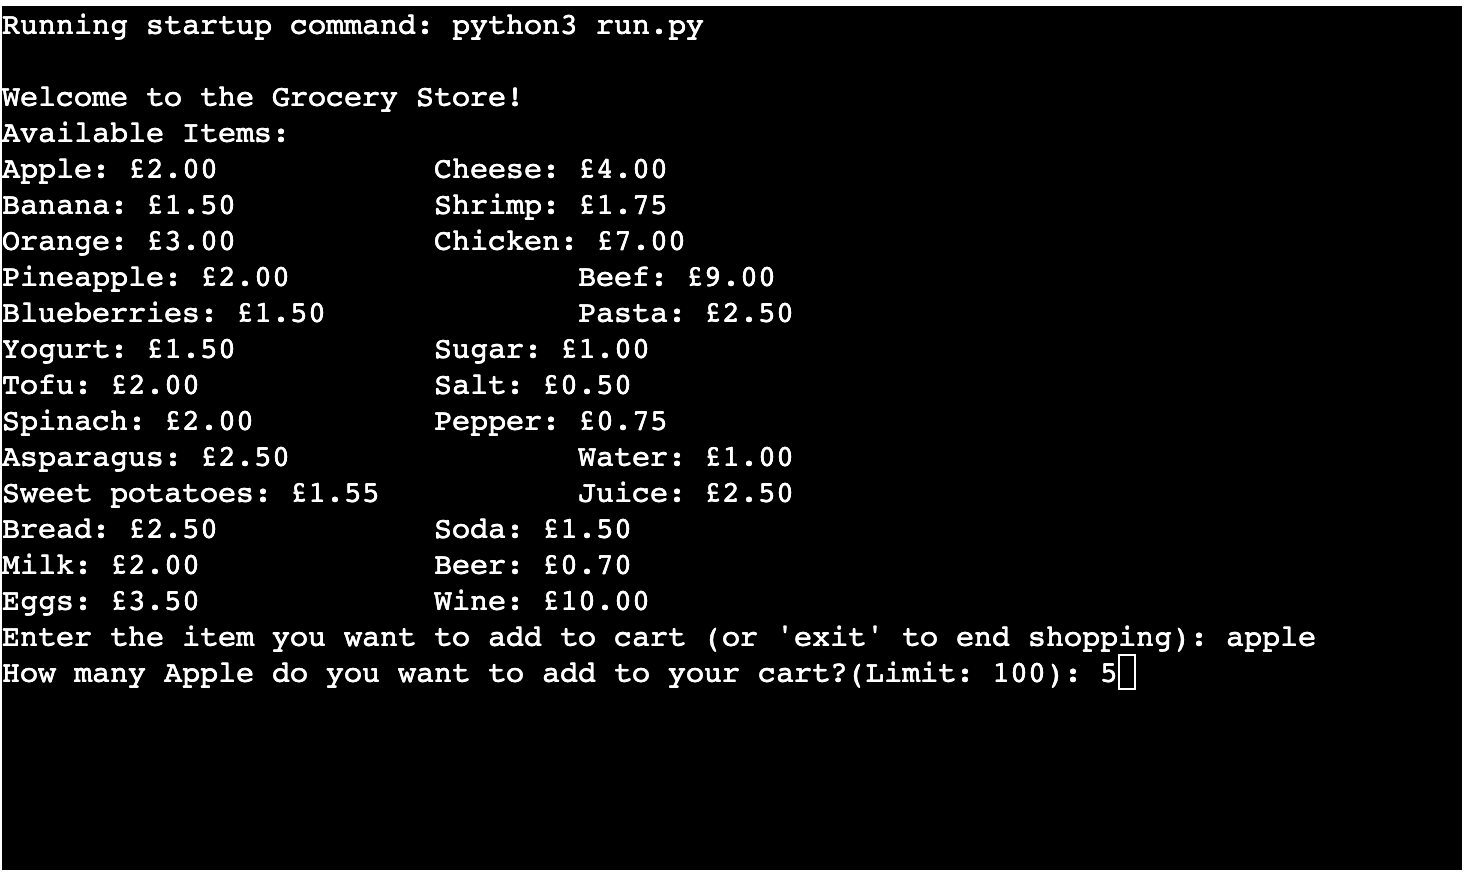 Running startup command: python3 run.py
Welcome to the Grocery Store!
Available Items:
Apple: £2.00 Cheese: £4.00
Banana: £1.50 Shrimp: £1.75
Orange: £3.00 Chicken: £7.00
Pineapple: £2.00 Beef: £9.00
Blueberries: £1.50 Pasta: £2.50
Yogurt: £1.50 Sugar: £1.00
Tofu: £2.00 Salt: £0.50
Spinach: £2.00 Pepper: £0.75
Asparagus: £2.50 Water: £1.00
Sweet potatoes: £1.55 Juice: £2.50
Bread: £2.50 Soda: £1.50
Milk: £2.00 Beer: £0.70
Eggs: £3.50 Wine: £10.00
Enter the item you want to add to cart (or 'exit' to end shopping): apple
How many Apple do you want to add to your cart?(Limit: 100): 5